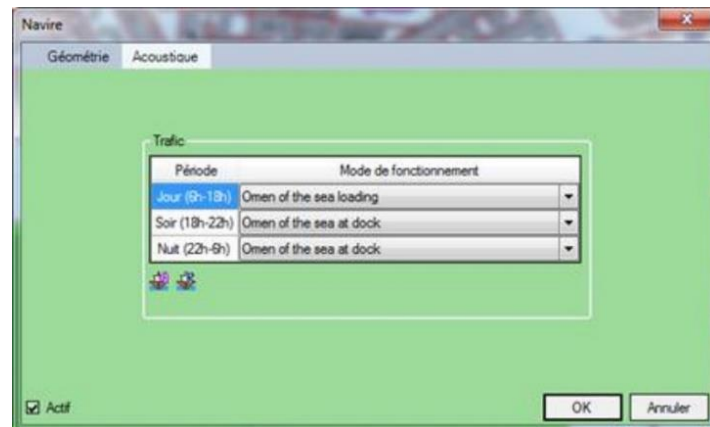 Navire
Géométrie Acoustique
Trafic
Période Mode de fonctionnement
Jour (6h-18h) Omen of the sea loading
Soir (18h-22h) Omen of the sea at dock
Nuit (22h-6h) Omen of the sea at dock
Actif OK Annuler